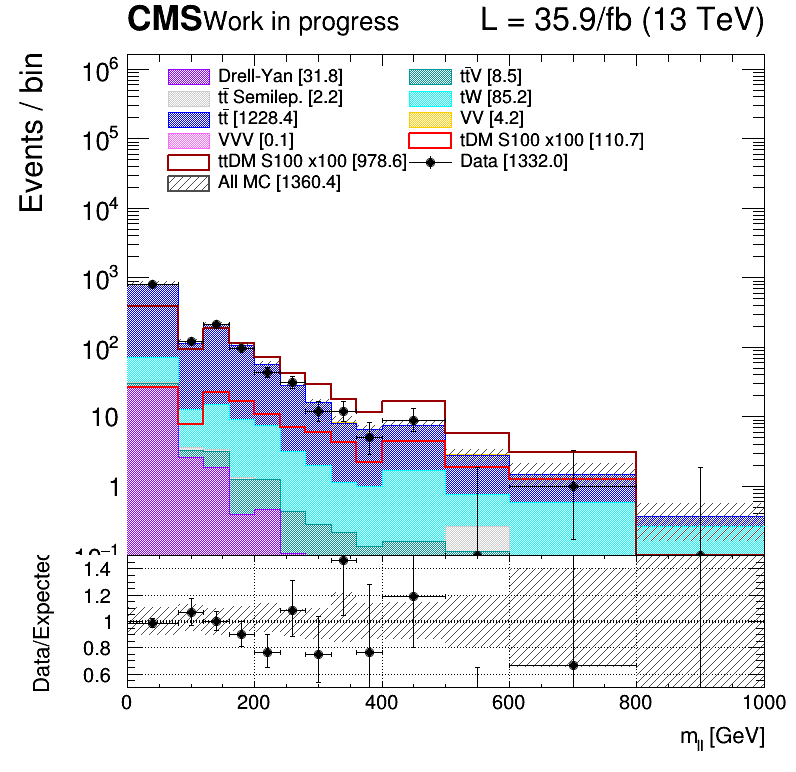 CMS Work in progress L = 35.9/fb (13 TeV)
Events / bin
10⁶
10⁵
10⁴
10³
10²
10
1
10⁻¹
Drell-Yan [31.8]
tt̄ Semilep. [2.2]
tt̄ [1228.4]
VVV [0.1]
ttDM S100 x100 [978.6]
All MC [1360.4]
tt̄V [8.5]
tW [85.2]
VV [4.2]
tDM S100 x100 [110.7]
Data [1332.0]
Data/Expected
1.4
1.2
1
0.8
0.6
0 200 400 600 800 1000
m_ll [GeV]